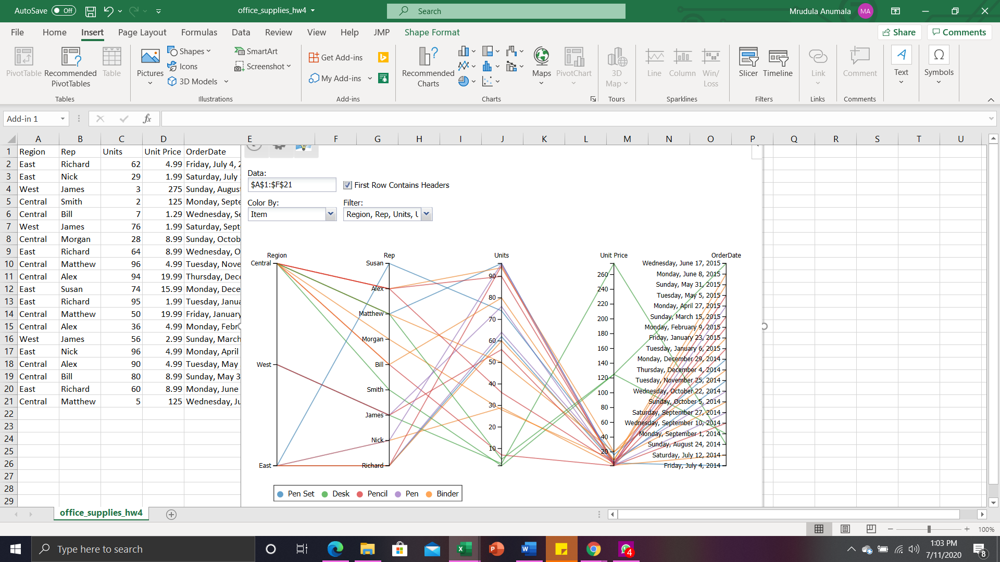 AutoSave Off office_supplies_hw4 Search Mrudula Anumala MA
File Home Insert Page Layout Formulas Data Review View Help JMP Shape Format Share Comments
PivotTable Recommended PivotTables Table
Pictures Shapes Icons 3D Models SmartArt Screenshot
Get Add-ins My Add-ins
Recommended Charts Maps PivotChart
3D Map Line Column Win/Loss
Slicer Timeline Link Comment Text Symbols
Tables Illustrations Add-ins Charts Tours Sparklines Filters Links Comments
Add-in 1 fx
A B C D E F G H I J K L M N O P Q R S T U
1 Region Rep Units Unit Price OrderDate
2 East Richard 62 4.99 Friday, July 4, 2
3 East Nick 29 1.99 Saturday, July
4 West James 3 275 Sunday, Augus
5 Central Smith 2 125 Monday, Septe
6 Central Bill 7 1.29 Wednesday, Se
7 West James 76 1.99 Saturday, Sept
8 Central Morgan 28 8.99 Sunday, Octob
9 East Richard 64 8.99 Wednesday, O
10 Central Matthew 96 4.99 Tuesday, Nove
11 Central Alex 94 19.99 Thursday, Dece
12 East Susan 74 15.99 Monday, Dece
13 East Richard 95 1.99 Tuesday, Janua
14 Central Matthew 50 19.99 Friday, January
15 Central Alex 36 4.99 Monday, Febr
16 West James 56 2.99 Sunday, March
17 East Nick 96 4.99 Monday, April
18 Central Alex 90 4.99 Tuesday, May
19 Central Bill 80 8.99 Sunday, May 3
20 East Richard 60 8.99 Monday, June
21 Central Matthew 5 125 Wednesday, Ju
22
23
24
25
26
27
28
29
Data:
$A$1:$F$21 First Row Contains Headers
Color By: Filter:
Item Region, Rep, Units, U
Region Rep Units Unit Price OrderDate
Central
West
East
Susan
Alex
Matthew
Morgan
Bill
Smith
James
Nick
Richard
90
80
70
60
50
40
30
20
10
260
240
220
200
180
160
140
120
100
80
60
40
20
Wednesday, June 17, 2015
Monday, June 8, 2015
Sunday, May 31, 2015
Tuesday, May 5, 2015
Monday, April 27, 2015
Sunday, March 15, 2015
Monday, February 9, 2015
Friday, January 23, 2015
Tuesday, January 6, 2015
Monday, December 29, 2014
Thursday, December 4, 2014
Tuesday, November 25, 2014
Wednesday, October 22, 2014
Sunday, October 5, 2014
Saturday, September 27, 2014
Wednesday, September 10, 2014
Monday, September 1, 2014
Sunday, August 24, 2014
Saturday, July 12, 2014
Friday, July 4, 2014
Pen Set Desk Pencil Pen Binder
office_supplies_hw4
100%
Type here to search
4
1:03 PM
7/11/2020
8